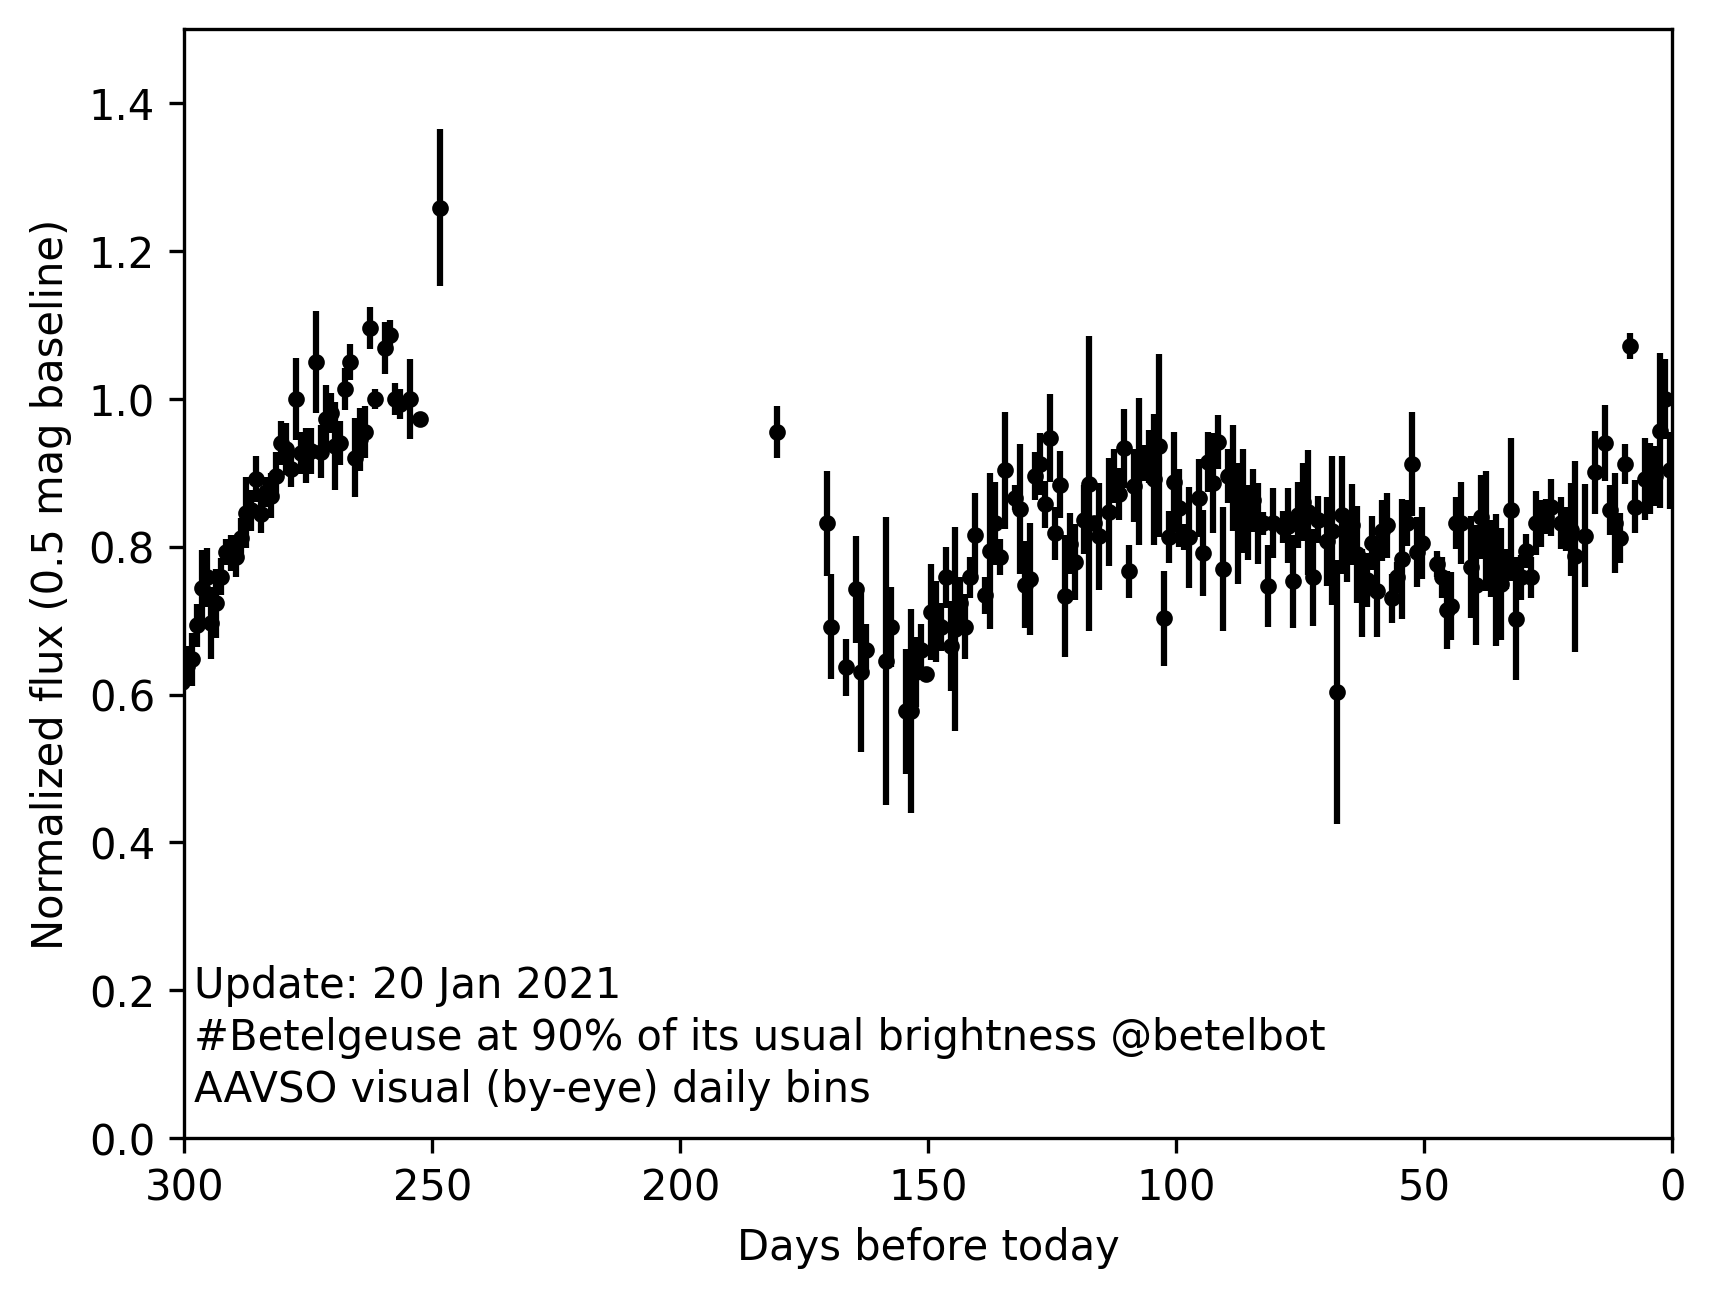 Normalized flux (0.5 mag baseline)
1.4
1.2
1.0
0.8
0.6
0.4
0.2
0.0
Update: 20 Jan 2021
#Betelgeuse at 90% of its usual brightness @betelbot
AAVSO visual (by-eye) daily bins
300 250 200 150 100 50 0
Days before today